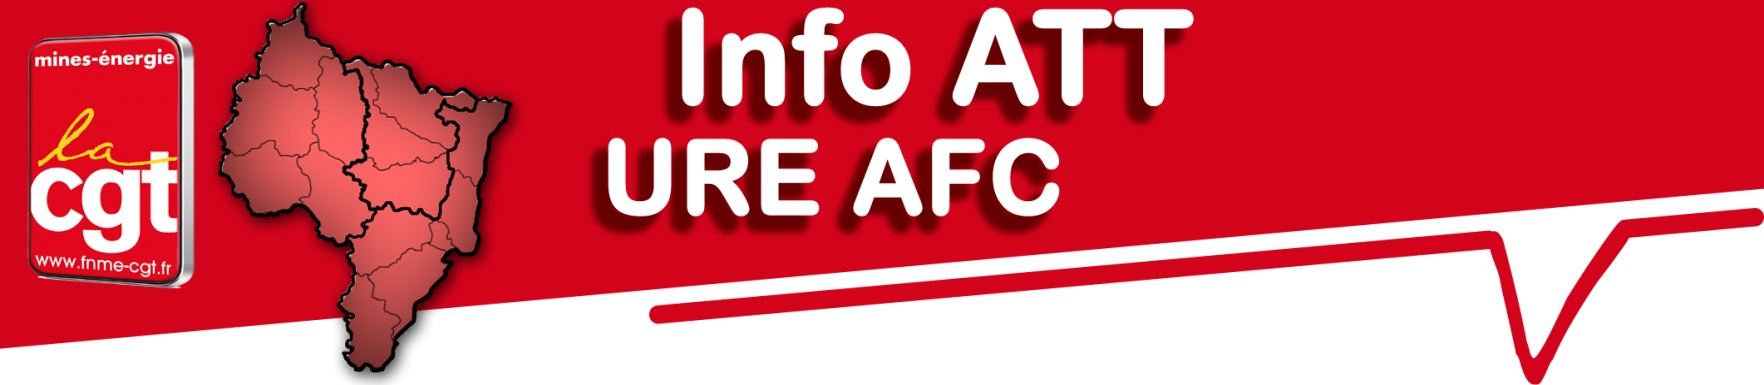 mines-énergie
la
cgt
www.fnme-cgt.fr
Info ATT
URE AFC